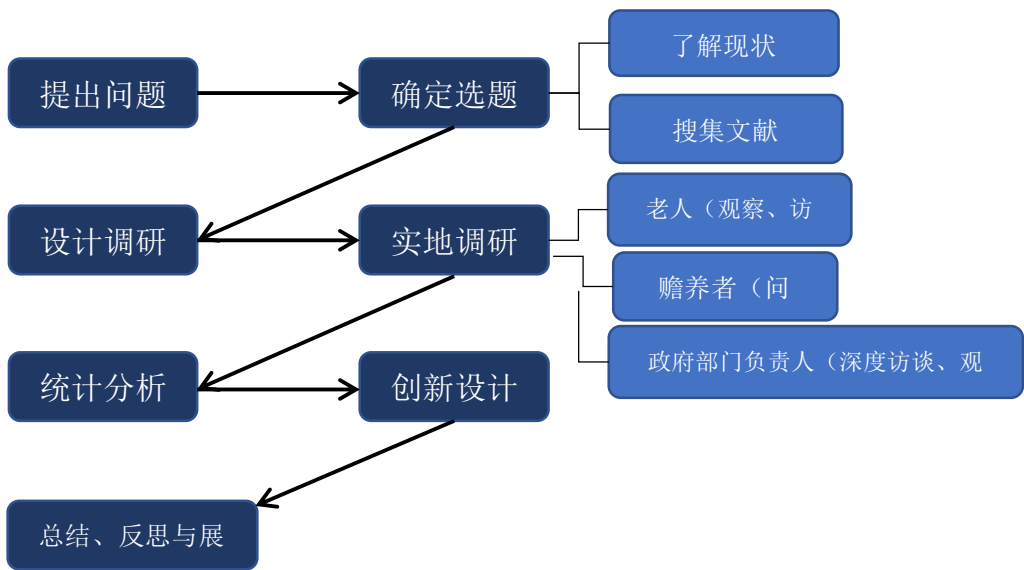 提出问题
确定选题
了解现状
搜集文献
设计调研
实地调研
老人（观察、访
赡养者（问
政府部门负责人（深度访谈、观
统计分析
创新设计
总结、反思与展